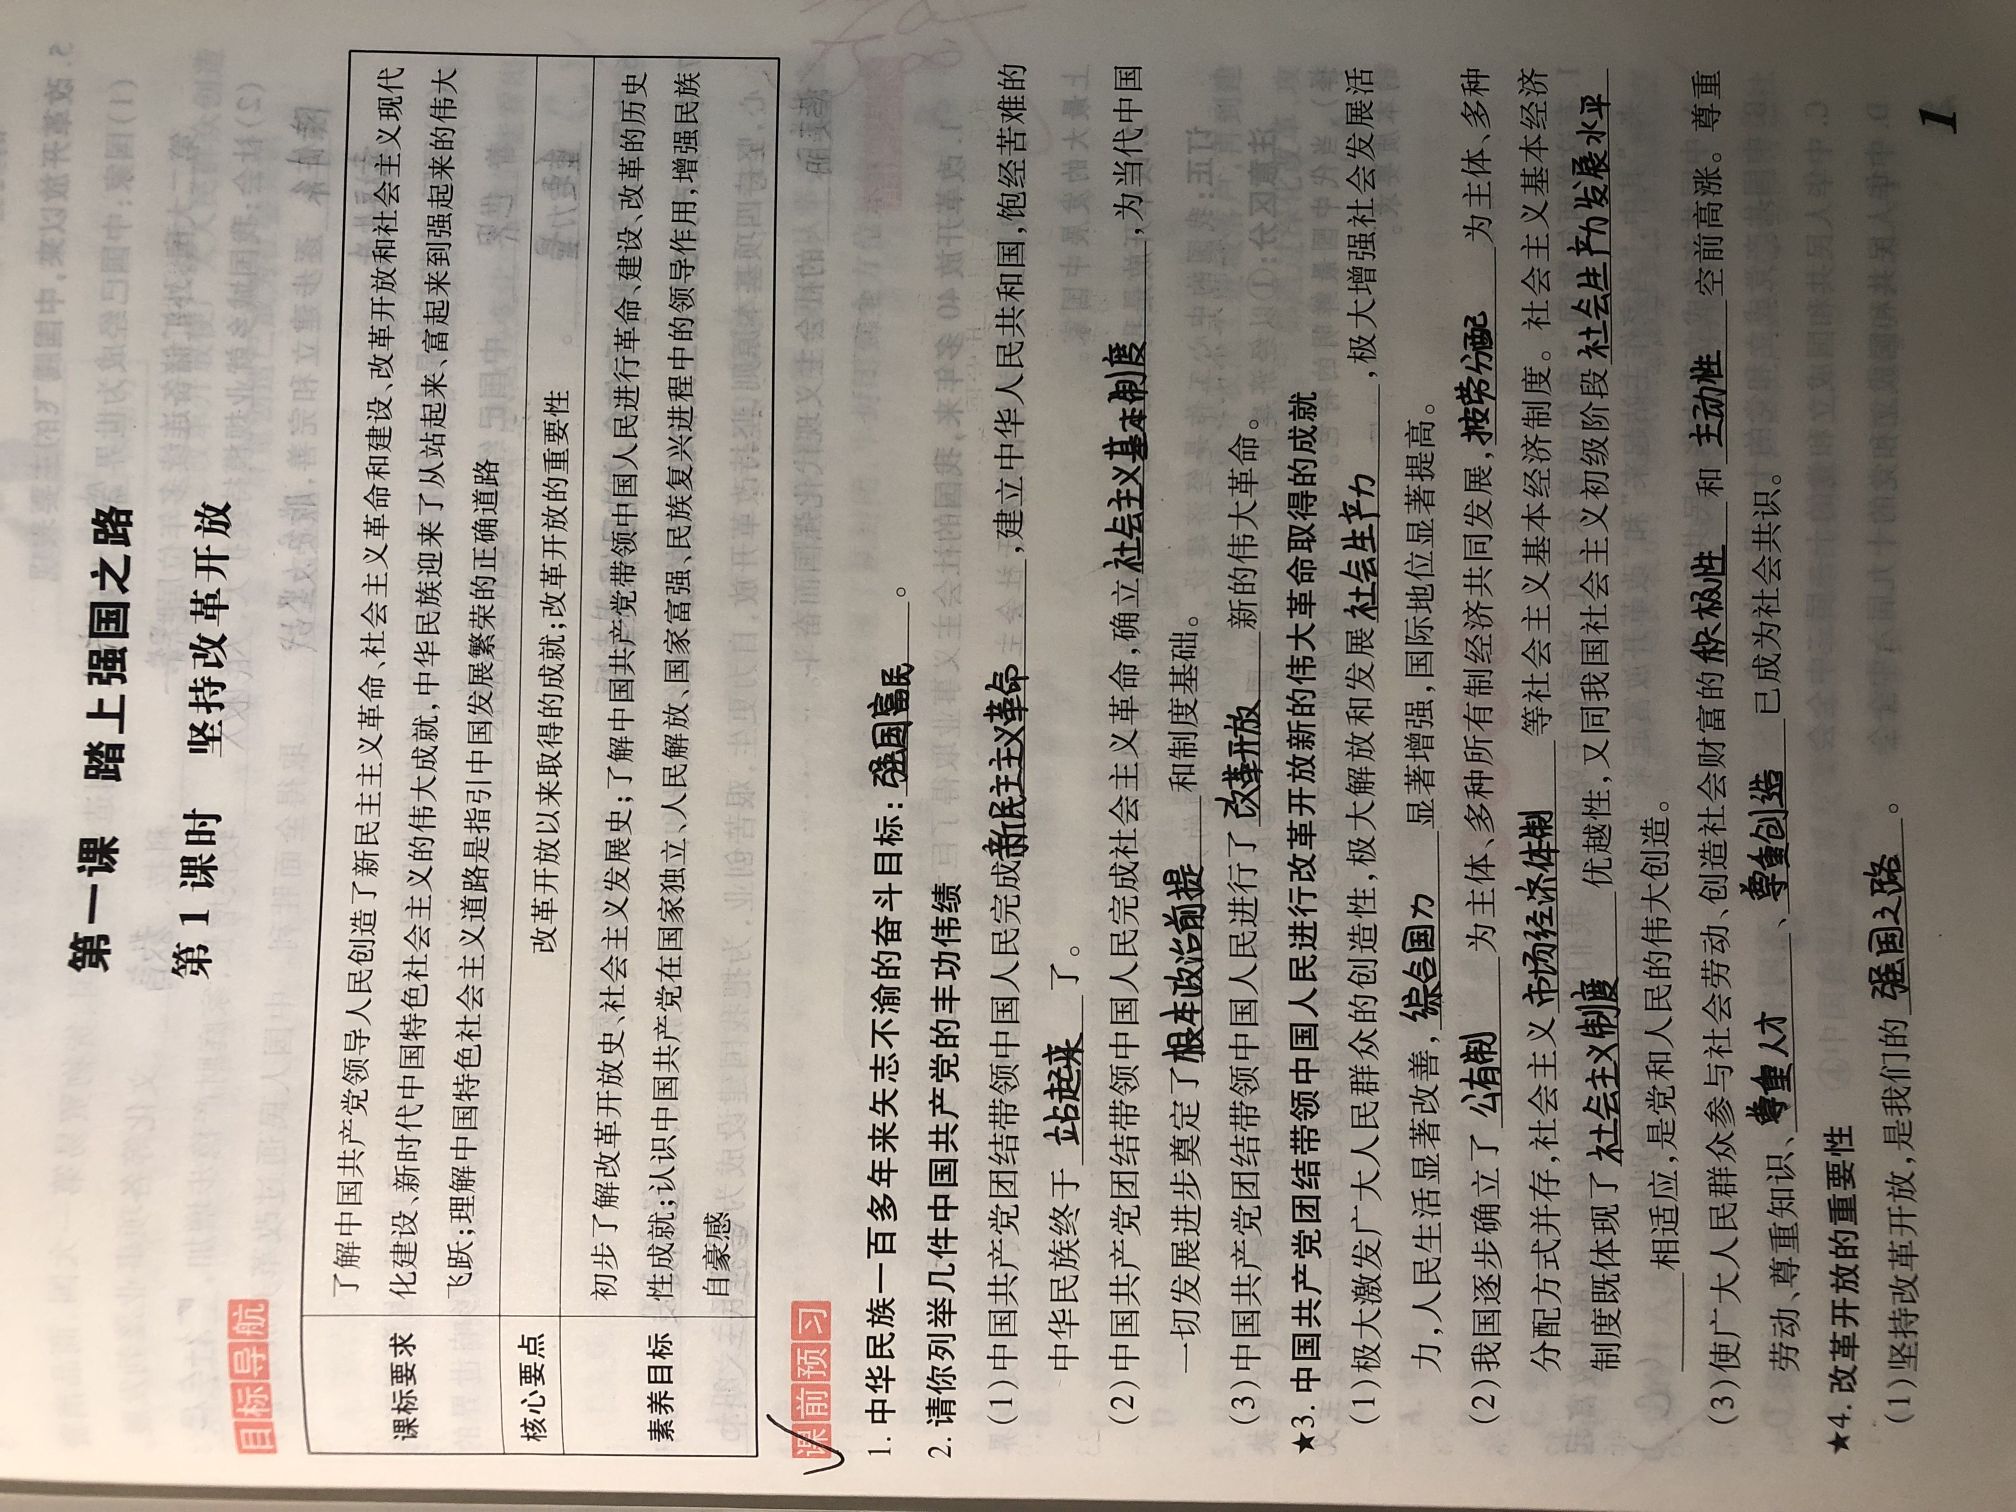 第一课 踏上强国之路
第1课时 坚持改革开放
目标导航
课标要求
了解中国共产党领导人民创造了新民主主义革命、社会主义革命和建设、改革开放和社会主义现代
化建设、新时代中国特色社会主义的伟大成就,中华民族迎来了从站起来、富起来到强起来的伟大
飞跃;理解中国特色社会主义道路是指引中国发展繁荣的正确道路
核心要点
改革开放以来取得的成就;改革开放的重要性
素养目标
初步了解改革开放史、社会主义发展史;了解中国共产党带领中国人民进行革命、建设、改革的历史
性成就;认识中国共产党在国家独立、人民解放、国家富强、民族复兴进程中的领导作用,增强民族
自豪感
课前预习
1. 中华民族一百多年来矢志不渝的奋斗目标:强国富民。
2. 请你列举几件中国共产党的丰功伟绩
(1)中国共产党团结带领中国人民完成新民主主义革命,建立中华人民共和国,饱经苦难的
中华民族终于站起来了。
(2)中国共产党团结带领中国人民完成社会主义革命,确立社会主义基本制度,为当代中国
一切发展进步奠定了根本政治前提和制度基础。
(3)中国共产党团结带领中国人民进行了改革开放新的伟大革命。
★3. 中国共产党团结带领中国人民进行改革开放新的伟大革命取得的成就
(1)极大激发广大人民群众的创造性,极大解放和发展社会生产力,极大增强社会发展活
力,人民生活显著改善,综合国力显著增强,国际地位显著提高。
(2)我国逐步确立了公有制为主体、多种所有制经济共同发展,按劳分配为主体、多种
分配方式并存,社会主义市场经济体制等社会主义基本经济制度。社会主义基本经济
制度既体现了社会主义制度优越性,又同我国社会主义初级阶段社会生产力发展水平
相适应,是党和人民的伟大创造。
(3)使广大人民群众参与社会劳动、创造社会财富的积极性和主动性空前高涨。尊重
劳动、尊重知识、尊重人才、尊重创造已成为社会共识。
★4. 改革开放的重要性
(1)坚持改革开放,是我们的强国之路。
1